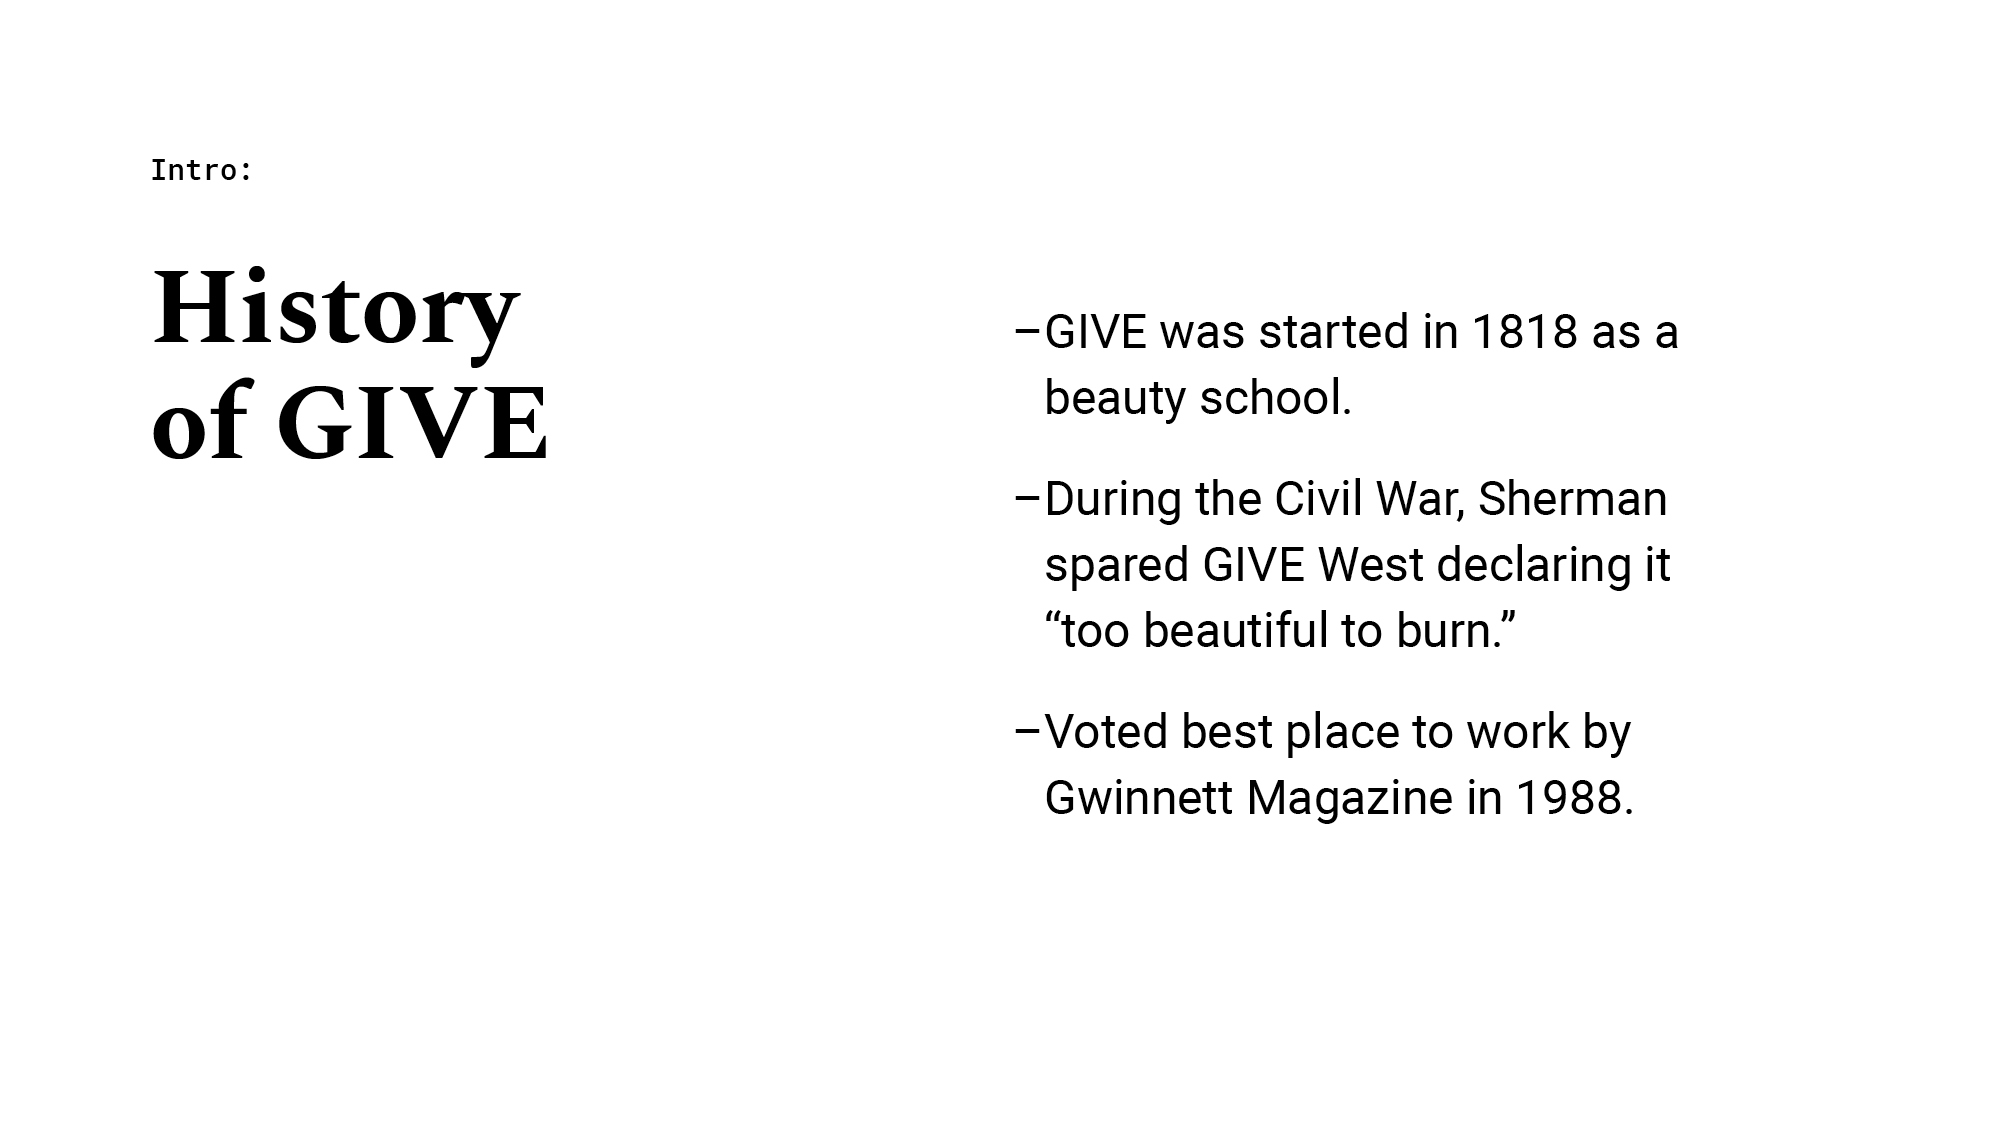 Intro:
History
of GIVE
–GIVE was started in 1818 as a
beauty school.
–During the Civil War, Sherman
spared GIVE West declaring it
“too beautiful to burn.”
–Voted best place to work by
Gwinnett Magazine in 1988.